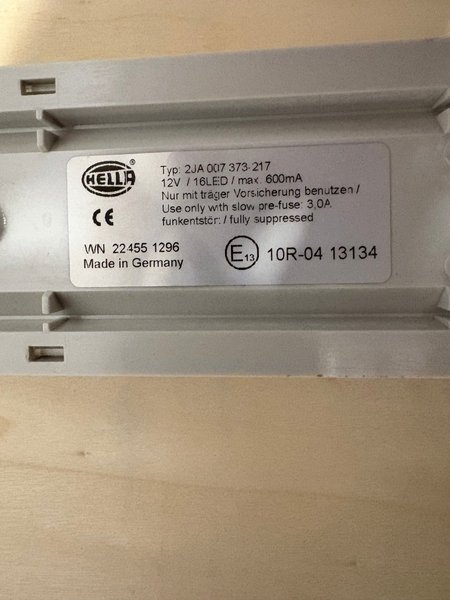 HELLA
Typ: 2JA 007 373-217
12V / 16LED / max. 600mA
Nur mit träger Vorsicherung benutzen /
Use only with slow pre-fuse: 3,0A
funkentstör: / fully suppressed
CE
WN 22455 1296
Made in Germany
E13 10R-04 13134